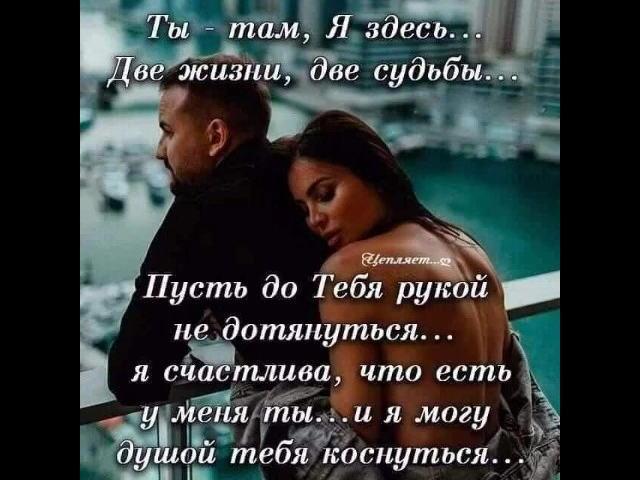 Ты - там, Я здесь...
Две жизни, две судьбы...
Цепляет...ღ
Пусть до Тебя рукой
не дотянуться...
я счастлива, что есть
у меня ты...и я могу
душой тебя коснуться...